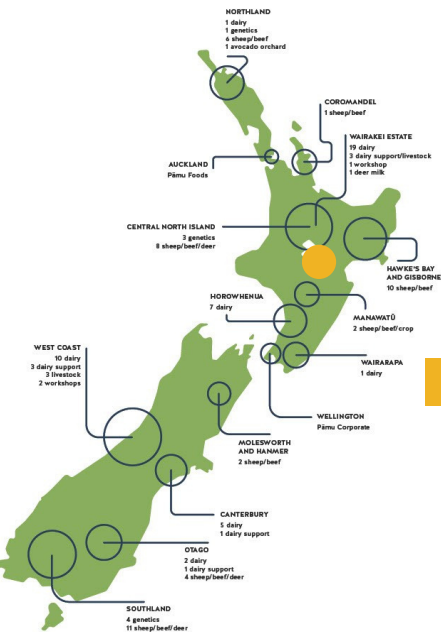 NORTHLAND
1 dairy
1 genetics
6 sheep/beef
1 avocado orchard
COROMANDEL
1 sheep/beef
WAIRAKEI ESTATE
19 dairy
3 dairy support/livestock
1 workshop
1 deer milk
AUCKLAND
Pāmu Foods
CENTRAL NORTH ISLAND
3 genetics
8 sheep/beef/deer
HAWKE'S BAY
AND GISBORNE
10 sheep/beef
HOROWHENUA
7 dairy
MANAWATŪ
2 sheep/beef/crop
WEST COAST
10 dairy
3 dairy support
3 livestock
2 workshops
WAIRARAPA
1 dairy
WELLINGTON
Pāmu Corporate
MOLESWORTH
AND HANMER
2 sheep/beef
CANTERBURY
5 dairy
1 dairy support
OTAGO
2 dairy
1 dairy support
4 sheep/beef/deer
SOUTHLAND
4 genetics
11 sheep/beef/deer